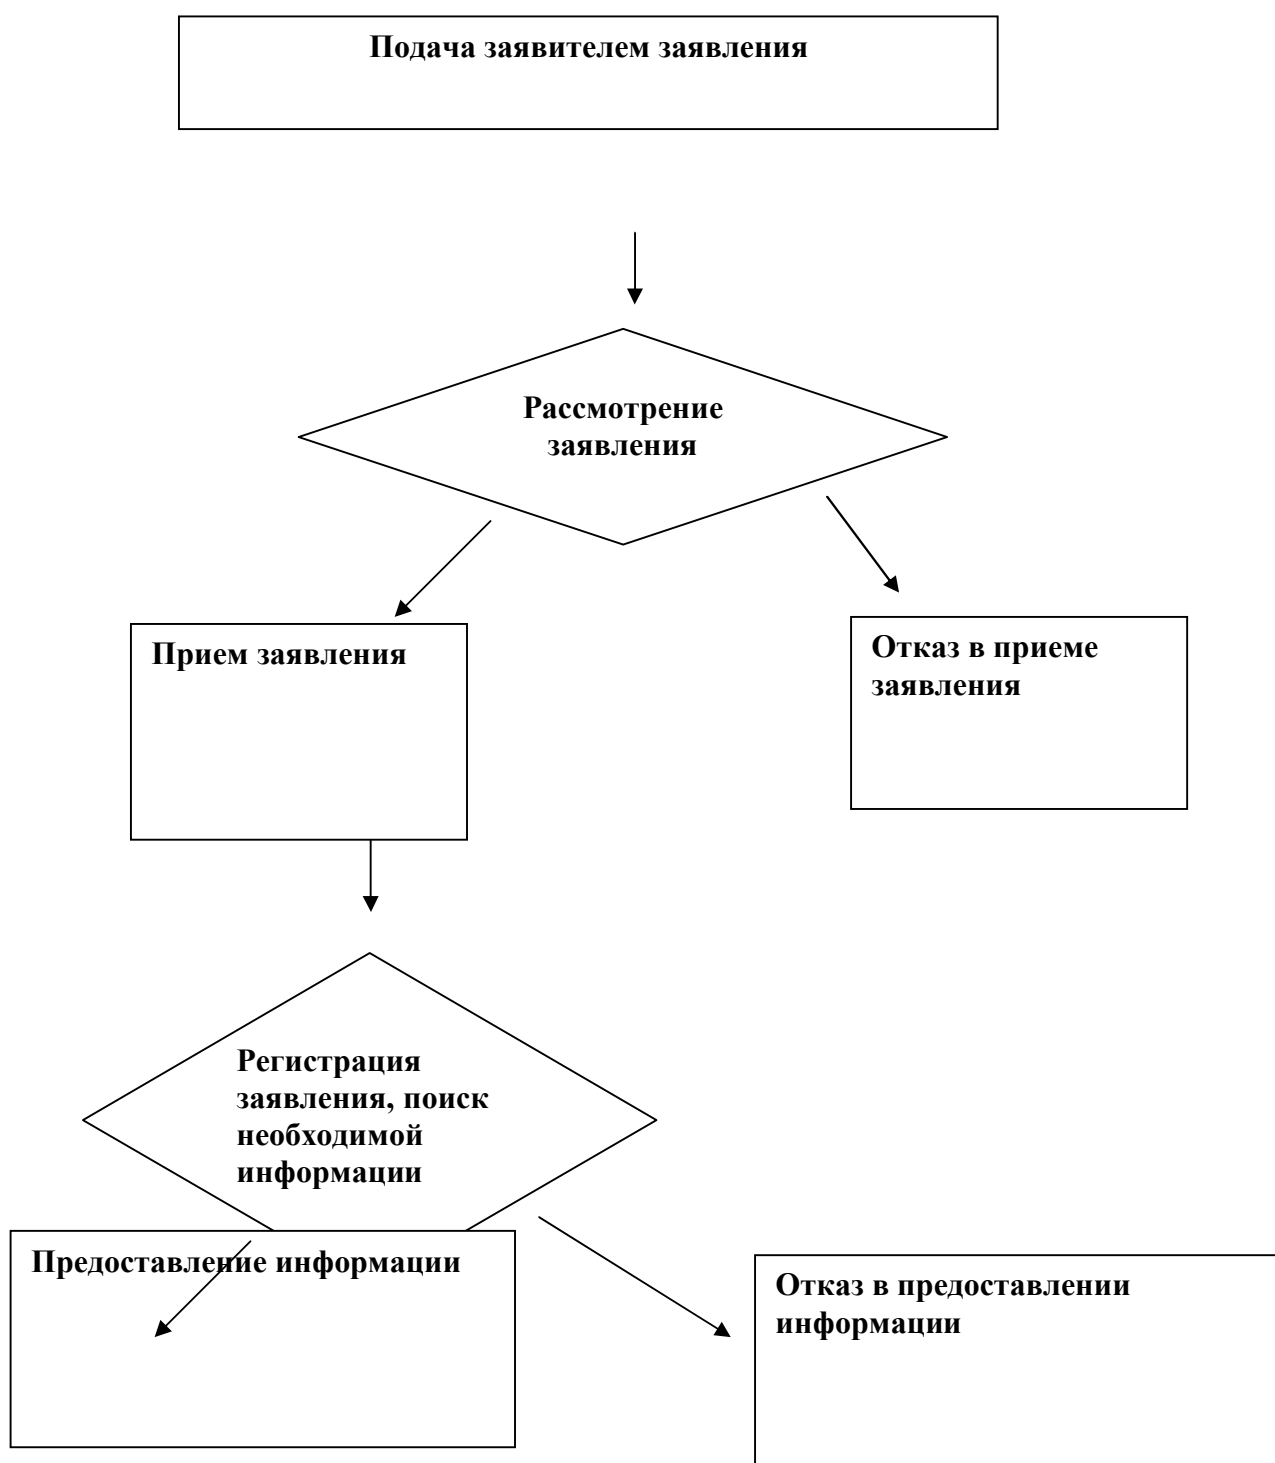 Подача заявителем заявления
Рассмотрение
заявления
Прием заявления
Отказ в приеме
заявления
Регистрация
заявления, поиск
необходимой
информации
Предоставление информации
Отказ в предоставлении
информации